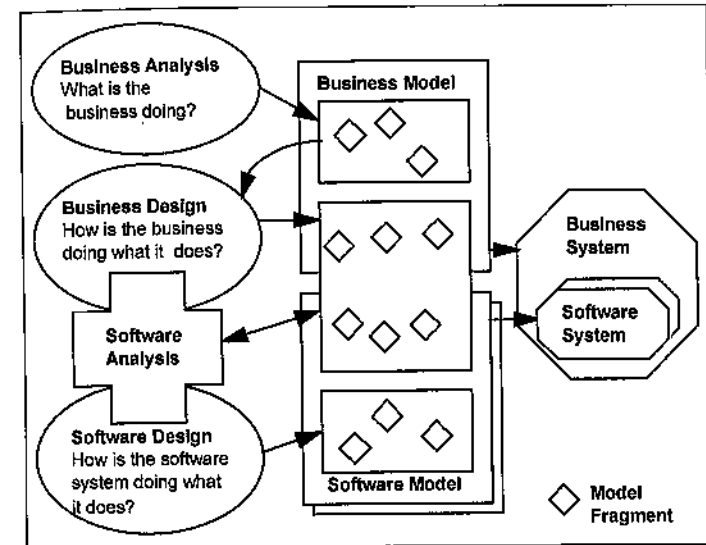 Business Analysis
What is the
business doing?
Business Model
Business Design
How is the business
doing what it does?
Business
System
Software
Analysis
Software
System
Software Design
How is the software
system doing what
it does?
Software Model
Model
Fragment